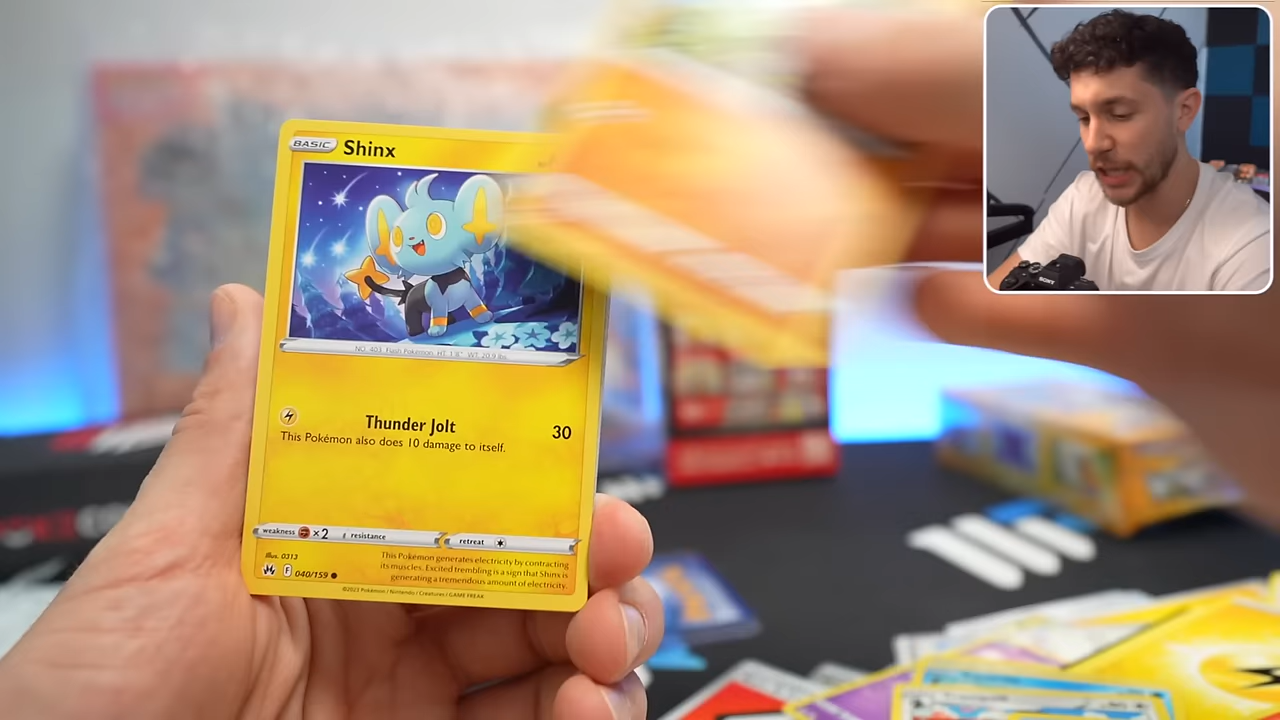 BASIC Shinx
NO. 403 Flash Pokémon HT: 1'8" WT: 20.9 lbs.
Thunder Jolt 30
This Pokémon also does 10 damage to itself.
weakness ×2 resistance retreat
Illus. 0313
F 040/159
This Pokémon generates electricity by contracting
its muscles. Excited trembling is a sign that Shinx is
generating a tremendous amount of electricity.
©2023 Pokémon / Nintendo / Creatures / GAME FREAK
SONY